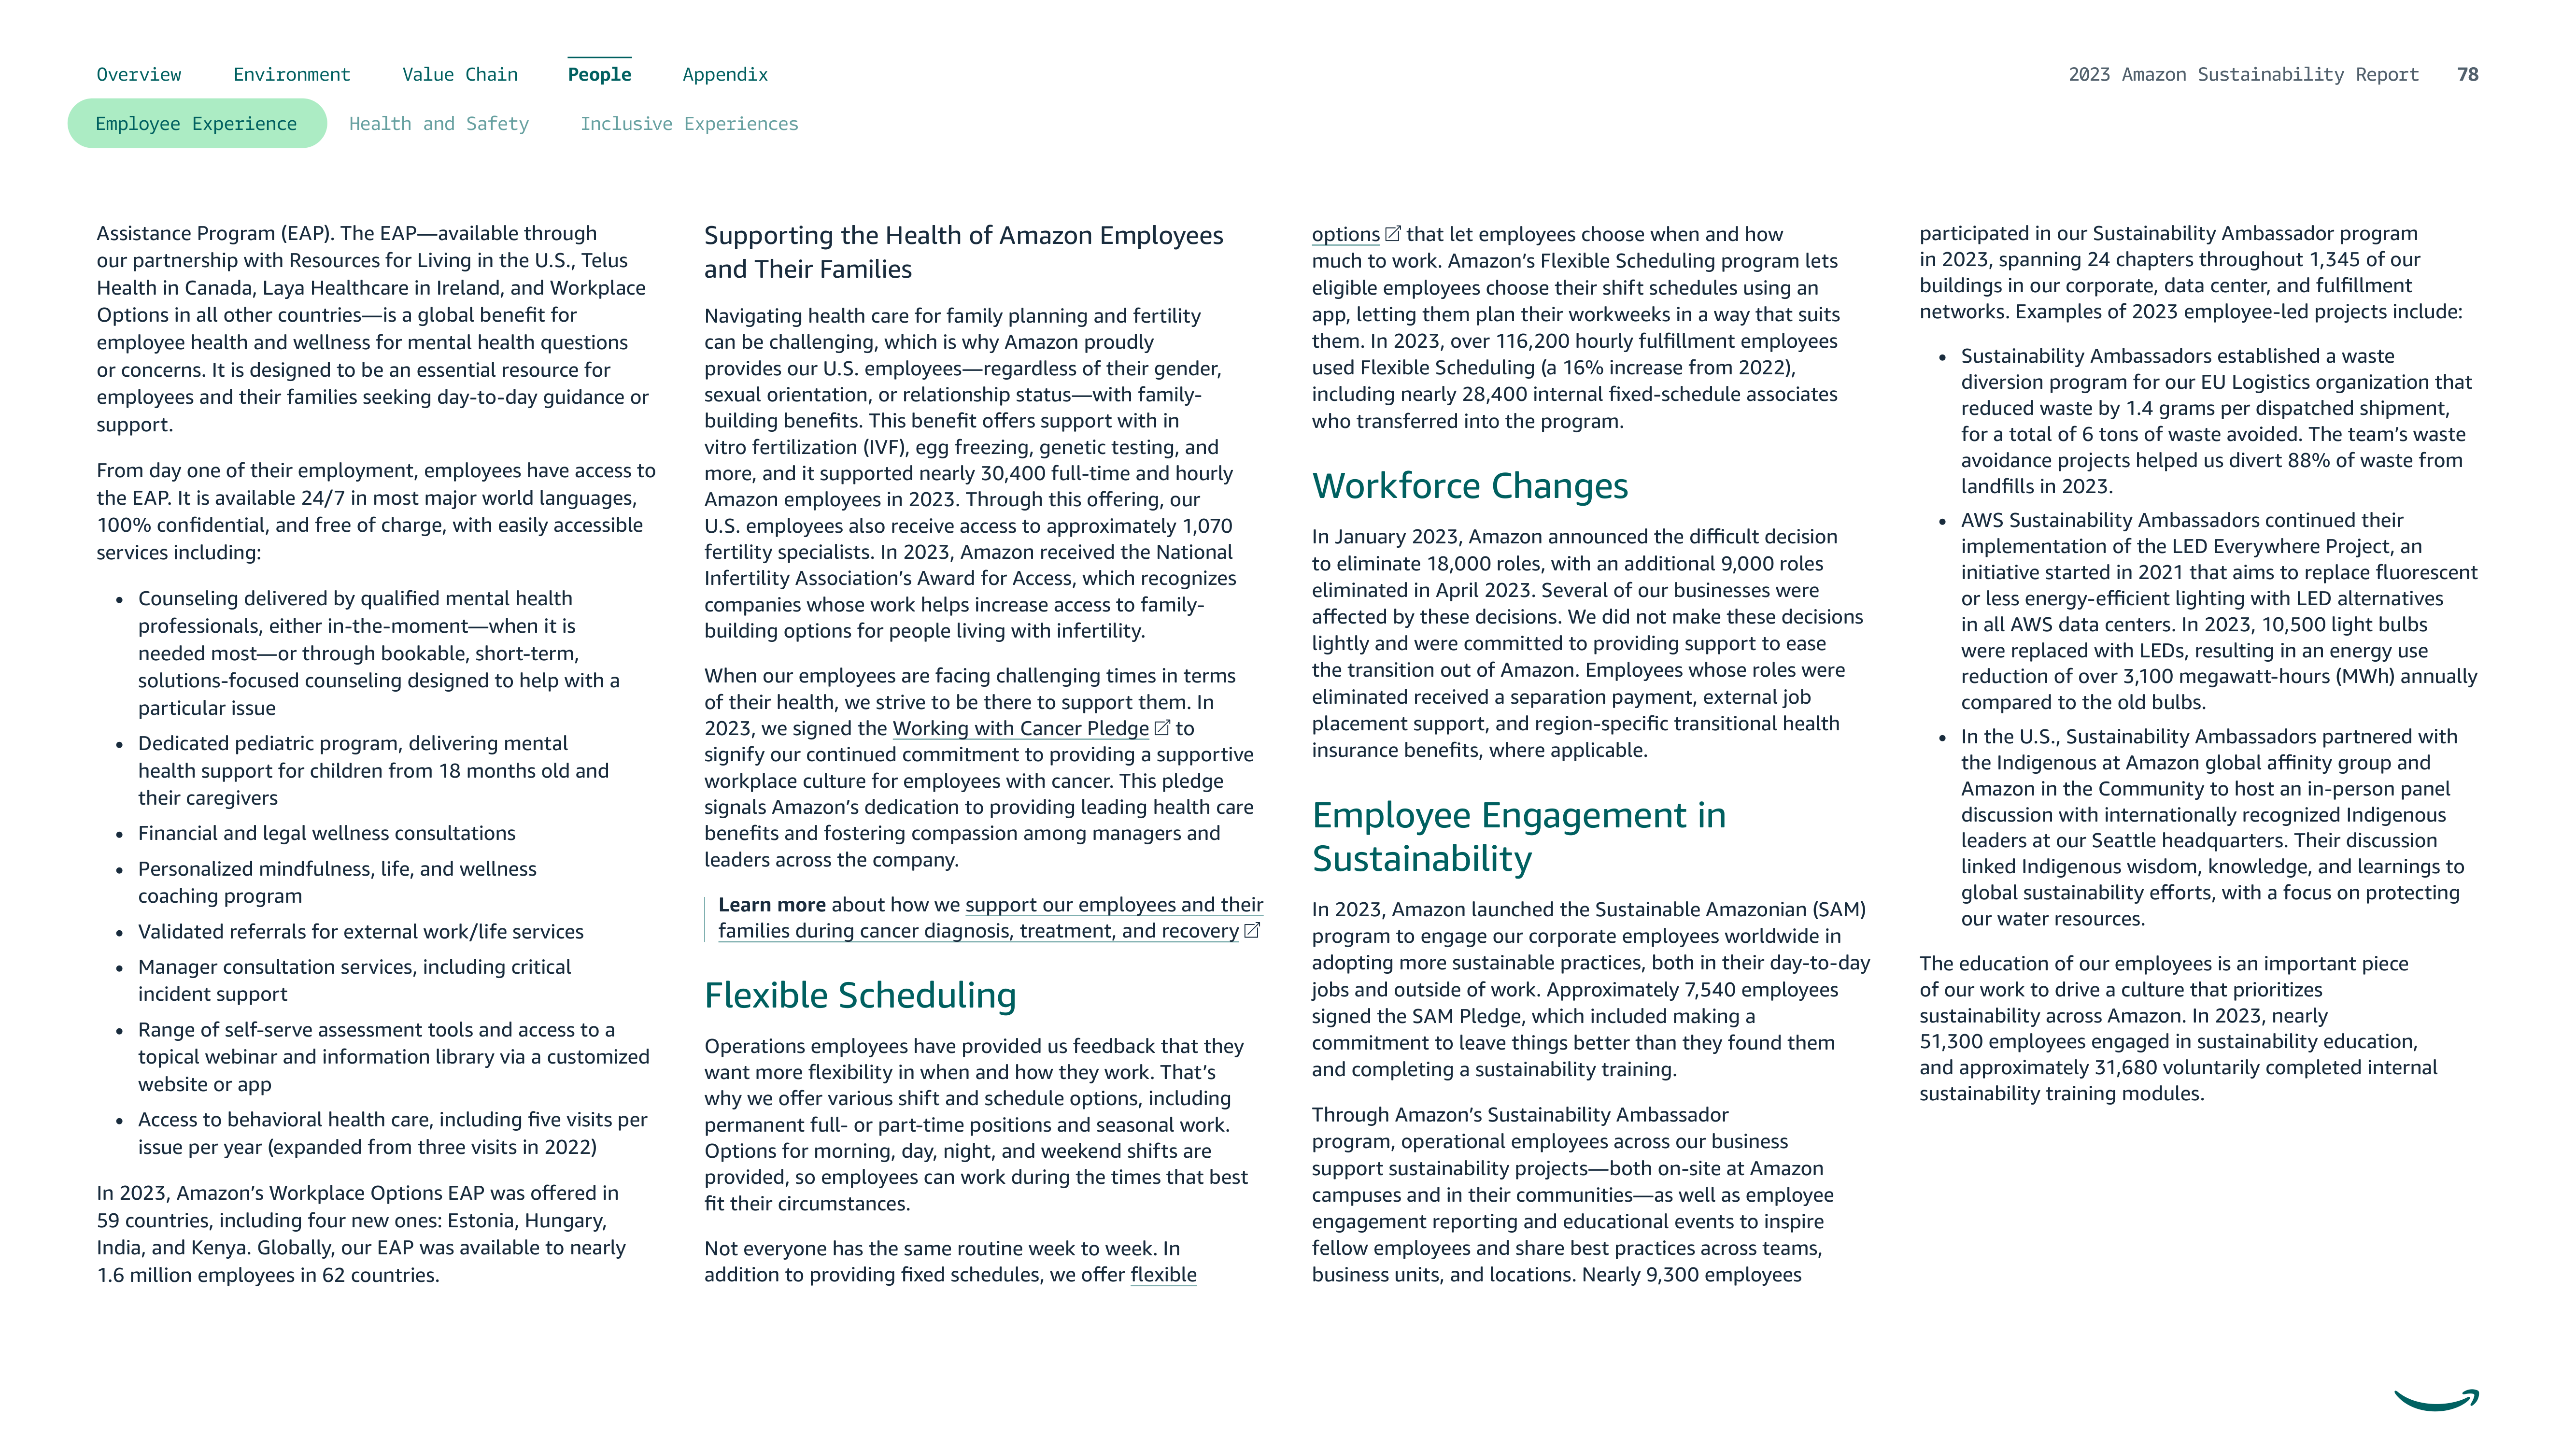 Overview Environment Value Chain People Appendix
2023 Amazon Sustainability Report 78
Employee Experience Health and Safety Inclusive Experiences
Assistance Program (EAP). The EAP—available through
our partnership with Resources for Living in the U.S., Telus
Health in Canada, Laya Healthcare in Ireland, and Workplace
Options in all other countries—is a global benefit for
employee health and wellness for mental health questions
or concerns. It is designed to be an essential resource for
employees and their families seeking day-to-day guidance or
support.
From day one of their employment, employees have access to
the EAP. It is available 24/7 in most major world languages,
100% confidential, and free of charge, with easily accessible
services including:
• Counseling delivered by qualified mental health
professionals, either in-the-moment—when it is
needed most—or through bookable, short-term,
solutions-focused counseling designed to help with a
particular issue
• Dedicated pediatric program, delivering mental
health support for children from 18 months old and
their caregivers
• Financial and legal wellness consultations
• Personalized mindfulness, life, and wellness
coaching program
• Validated referrals for external work/life services
• Manager consultation services, including critical
incident support
• Range of self-serve assessment tools and access to a
topical webinar and information library via a customized
website or app
• Access to behavioral health care, including five visits per
issue per year (expanded from three visits in 2022)
In 2023, Amazon's Workplace Options EAP was offered in
59 countries, including four new ones: Estonia, Hungary,
India, and Kenya. Globally, our EAP was available to nearly
1.6 million employees in 62 countries.
Supporting the Health of Amazon Employees
and Their Families
Navigating health care for family planning and fertility
can be challenging, which is why Amazon proudly
provides our U.S. employees—regardless of their gender,
sexual orientation, or relationship status—with family-
building benefits. This benefit offers support with in
vitro fertilization (IVF), egg freezing, genetic testing, and
more, and it supported nearly 30,400 full-time and hourly
Amazon employees in 2023. Through this offering, our
U.S. employees also receive access to approximately 1,070
fertility specialists. In 2023, Amazon received the National
Infertility Association's Award for Access, which recognizes
companies whose work helps increase access to family-
building options for people living with infertility.
When our employees are facing challenging times in terms
of their health, we strive to be there to support them. In
2023, we signed the Working with Cancer Pledge to
signify our continued commitment to providing a supportive
workplace culture for employees with cancer. This pledge
signals Amazon's dedication to providing leading health care
benefits and fostering compassion among managers and
leaders across the company.
Learn more about how we support our employees and their
families during cancer diagnosis, treatment, and recovery
Flexible Scheduling
Operations employees have provided us feedback that they
want more flexibility in when and how they work. That's
why we offer various shift and schedule options, including
permanent full- or part-time positions and seasonal work.
Options for morning, day, night, and weekend shifts are
provided, so employees can work during the times that best
fit their circumstances.
Not everyone has the same routine week to week. In
addition to providing fixed schedules, we offer flexible
options that let employees choose when and how
much to work. Amazon's Flexible Scheduling program lets
eligible employees choose their shift schedules using an
app, letting them plan their workweeks in a way that suits
them. In 2023, over 116,200 hourly fulfillment employees
used Flexible Scheduling (a 16% increase from 2022),
including nearly 28,400 internal fixed-schedule associates
who transferred into the program.
Workforce Changes
In January 2023, Amazon announced the difficult decision
to eliminate 18,000 roles, with an additional 9,000 roles
eliminated in April 2023. Several of our businesses were
affected by these decisions. We did not make these decisions
lightly and were committed to providing support to ease
the transition out of Amazon. Employees whose roles were
eliminated received a separation payment, external job
placement support, and region-specific transitional health
insurance benefits, where applicable.
Employee Engagement in
Sustainability
In 2023, Amazon launched the Sustainable Amazonian (SAM)
program to engage our corporate employees worldwide in
adopting more sustainable practices, both in their day-to-day
jobs and outside of work. Approximately 7,540 employees
signed the SAM Pledge, which included making a
commitment to leave things better than they found them
and completing a sustainability training.
Through Amazon's Sustainability Ambassador
program, operational employees across our business
support sustainability projects—both on-site at Amazon
campuses and in their communities—as well as employee
engagement reporting and educational events to inspire
fellow employees and share best practices across teams,
business units, and locations. Nearly 9,300 employees
participated in our Sustainability Ambassador program
in 2023, spanning 24 chapters throughout 1,345 of our
buildings in our corporate, data center, and fulfillment
networks. Examples of 2023 employee-led projects include:
• Sustainability Ambassadors established a waste
diversion program for our EU Logistics organization that
reduced waste by 1.4 grams per dispatched shipment,
for a total of 6 tons of waste avoided. The team's waste
avoidance projects helped us divert 88% of waste from
landfills in 2023.
• AWS Sustainability Ambassadors continued their
implementation of the LED Everywhere Project, an
initiative started in 2021 that aims to replace fluorescent
or less energy-efficient lighting with LED alternatives
in all AWS data centers. In 2023, 10,500 light bulbs
were replaced with LEDs, resulting in an energy use
reduction of over 3,100 megawatt-hours (MWh) annually
compared to the old bulbs.
• In the U.S., Sustainability Ambassadors partnered with
the Indigenous at Amazon global affinity group and
Amazon in the Community to host an in-person panel
discussion with internationally recognized Indigenous
leaders at our Seattle headquarters. Their discussion
linked Indigenous wisdom, knowledge, and learnings to
global sustainability efforts, with a focus on protecting
our water resources.
The education of our employees is an important piece
of our work to drive a culture that prioritizes
sustainability across Amazon. In 2023, nearly
51,300 employees engaged in sustainability education,
and approximately 31,680 voluntarily completed internal
sustainability training modules.